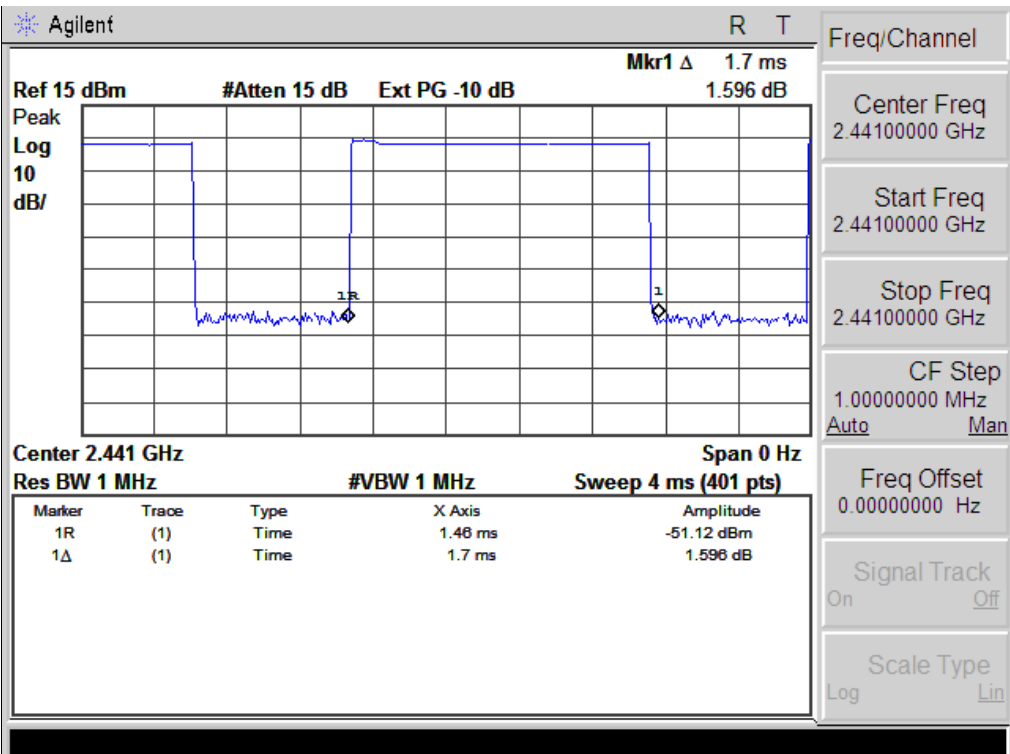 Agilent R T
Mkr1 Δ 1.7 ms
Ref 15 dBm #Atten 15 dB Ext PG -10 dB 1.596 dB
Peak
Log
10
dB/
1R
1
Center 2.441 GHz Span 0 Hz
Res BW 1 MHz #VBW 1 MHz Sweep 4 ms (401 pts)
Marker Trace Type X Axis Amplitude
1R (1) Time 1.46 ms -51.12 dBm
1Δ (1) Time 1.7 ms 1.596 dB
Freq/Channel
Center Freq
2.44100000 GHz
Start Freq
2.44100000 GHz
Stop Freq
2.44100000 GHz
CF Step
1.00000000 MHz
Auto Man
Freq Offset
0.00000000 Hz
Signal Track
On Off
Scale Type
Log Lin